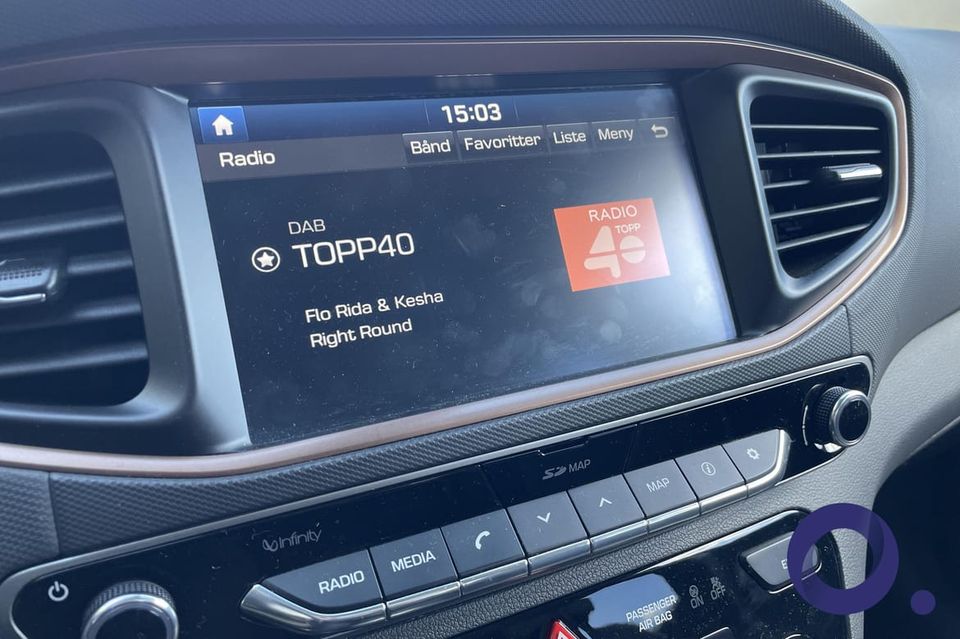 15:03
Radio
Bånd Favoritter Liste Meny
DAB
TOPP40
RADIO
TOPP
40
Flo Rida & Kesha
Right Round
SD MAP
Infinity
RADIO MEDIA MAP
PASSENGER
AIR BAG
ON OFF